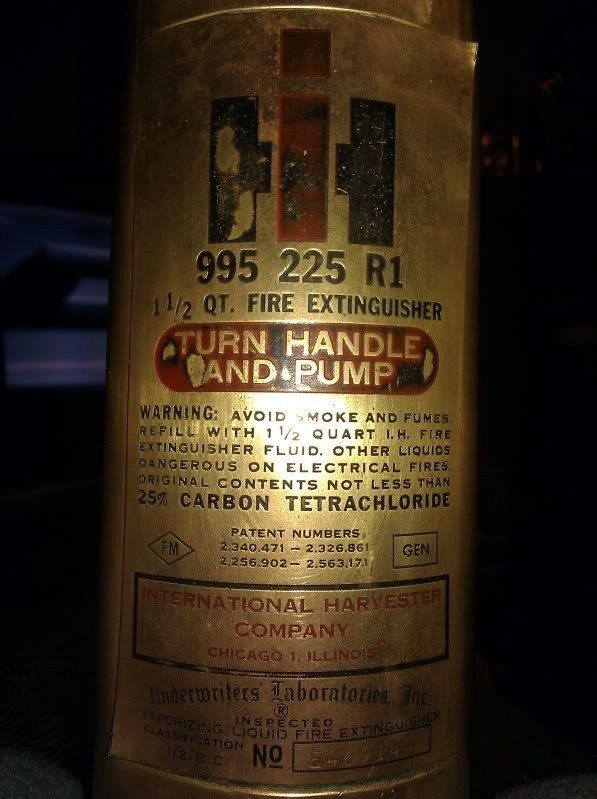 IH
995 225 R1
1 1/2 QT. FIRE EXTINGUISHER
TURN HANDLE
AND PUMP
WARNING: AVOID SMOKE AND FUMES.
REFILL WITH 1 1/2 QUART I.H. FIRE
EXTINGUISHER FLUID. OTHER LIQUIDS
DANGEROUS ON ELECTRICAL FIRES.
ORIGINAL CONTENTS NOT LESS THAN
25% CARBON TETRACHLORIDE
PATENT NUMBERS
FM
2,340,471 — 2,326,861
GEN
2,256,902 — 2,563,171
INTERNATIONAL HARVESTER
COMPANY
CHICAGO 1, ILLINOIS
Underwriters' Laboratories, Inc.
®
INSPECTED
VAPORIZING LIQUID FIRE EXTINGUISHER
CLASSIFICATION
1/2, B C
NO